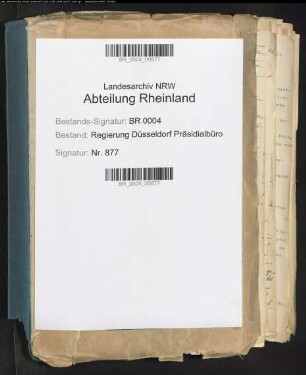 BR_0004_00877
Landesarchiv NRW
Abteilung Rheinland
Bestands-Signatur: BR 0004
Bestand: Regierung Düsseldorf Präsidialbüro
Signatur: Nr. 877
BR_0004_00877